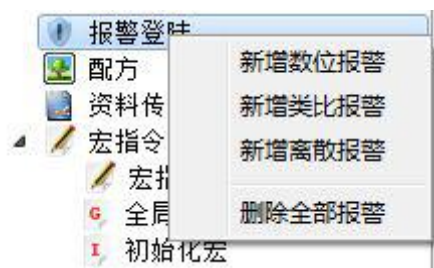 报警登陆
配方
资料传
宏指令
宏指
全局
初始化宏
新增数位报警
新增类比报警
新增离散报警
删除全部报警